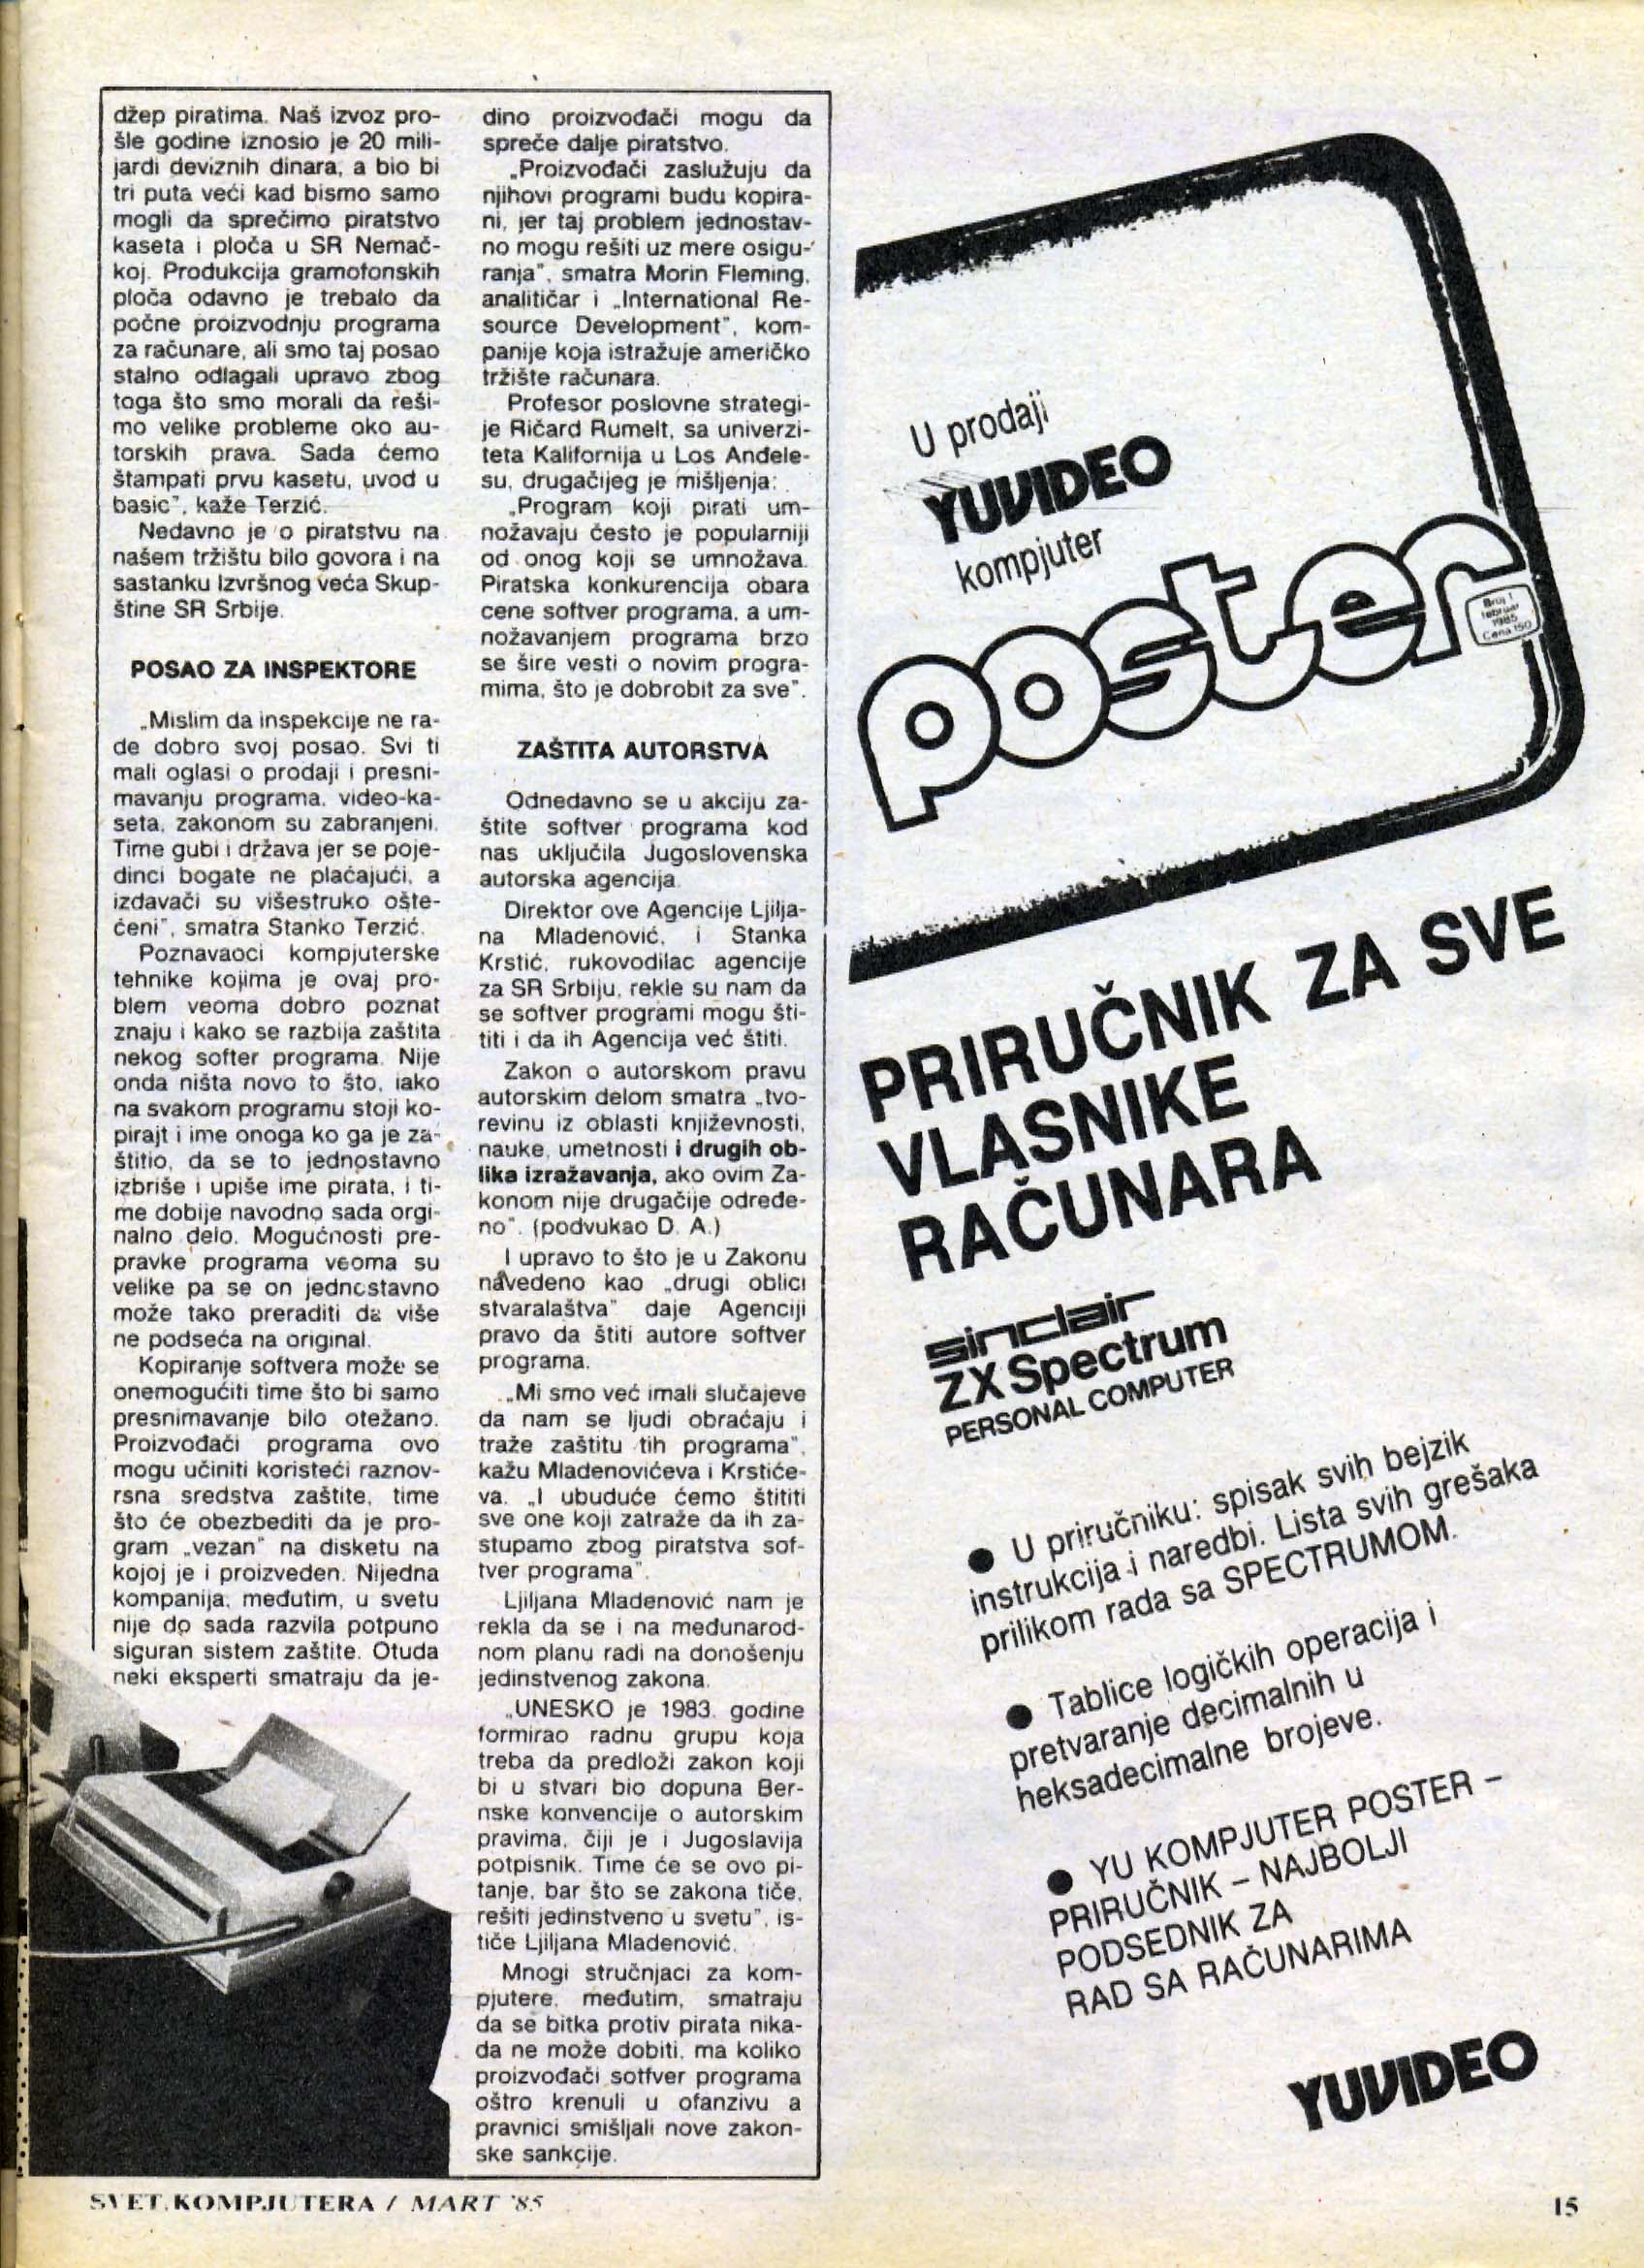 džep piratima. Naš izvoz pro-
šle godine iznosio je 20 mili-
jardi deviznih dinara, a bio bi
tri puta veći kad bismo samo
mogli da sprečimo piratstvo
kaseta i ploča u SR Nemač-
koj. Produkcija gramofonskih
ploča odavno je trebalo da
počne proizvodnju programa
za računare, ali smo taj posao
stalno odlagali upravo zbog
toga što smo morali da reši-
mo velike probleme oko au-
torskih prava. Sada ćemo
štampati prvu kasetu, uvod u
basic", kaže Terzić.
Nedavno je o piratstvu na
našem tržištu bilo govora i na
sastanku Izvršnog veća Skup-
štine SR Srbije.
POSAO ZA INSPEKTORE
„Mislim da inspekcije ne ra-
de dobro svoj posao. Svi ti
mali oglasi o prodaji i presni-
mavanju programa, video-ka-
seta, zakonom su zabranjeni.
Time gubi i država jer se poje-
dinci bogate ne plaćajući, a
izdavači su višestruko ošte-
ćeni", smatra Stanko Terzić.
Poznavaoci kompjuterske
tehnike kojima je ovaj pro-
blem veoma dobro poznat
znaju i kako se razbija zaštita
nekog softer programa. Nije
onda ništa novo to što, iako
na svakom programu stoji ko-
pirajt i ime onoga ko ga je za-
štitio, da se to jednostavno
izbriše i upiše ime pirata, i ti-
me dobije navodno sada orgi-
nalno delo. Mogućnosti pre-
pravke programa veoma su
velike pa se on jednostavno
može tako preraditi da više
ne podseća na original.
Kopiranje softvera može se
onemogućiti time što bi samo
presnimavanje bilo otežano.
Proizvođači programa ovo
mogu učiniti koristeći raznov-
rsna sredstva zaštite, time
što će obezbediti da je pro-
gram „vezan" na disketu na
kojoj je i proizveden. Nijedna
kompanija, međutim, u svetu
nije do sada razvila potpuno
siguran sistem zaštite. Otuda
neki eksperti smatraju da je-
dino proizvođači mogu da
spreče dalje piratstvo.
„Proizvođači zaslužuju da
njihovi programi budu kopira-
ni, jer taj problem jednostav-
no mogu rešiti uz mere osigu-
ranja", smatra Morin Fleming,
analitičar i „International Re-
source Development", kom-
panije koja istražuje američko
tržište računara.
Profesor poslovne strategi-
je Ričard Rumelt, sa univerzi-
teta Kalifornija u Los Anđele-
su, drugačijeg je mišljenja:
„Program koji pirati um-
nožavaju često je popularniji
od onog koji se umnožava.
Piratska konkurencija obara
cene softver programa, a um-
nožavanjem programa brzo
se šire vesti o novim progra-
mima, što je dobrobit za sve".
ZAŠTITA AUTORSTVA
Odnedavno se u akciju za-
štite softver programa kod
nas uključila Jugoslovenska
autorska agencija.
Direktor ove Agencije Ljilja-
na Mladenović, i Stanka
Krstić, rukovodilac agencije
za SR Srbiju, rekle su nam da
se softver programi mogu šti-
titi i da ih Agencija već štiti.
Zakon o autorskom pravu
autorskim delom smatra „tvo-
revinu iz oblasti književnosti,
nauke, umetnosti i drugih ob-
lika izražavanja, ako ovim Za-
konom nije drugačije određe-
no". (podvukao D. A.)
I upravo to što je u Zakonu
navedeno kao „drugi oblici
stvaralaštva" daje Agenciji
pravo da štiti autore softver
programa.
„Mi smo već imali slučajeve
da nam se ljudi obraćaju i
traže zaštitu tih programa",
kažu Mladenovićeva i Krstiće-
va. „I ubuduće ćemo štititi
sve one koji zatraže da ih za-
stupamo zbog piratstva sof-
tver programa".
Ljiljana Mladenović nam je
rekla da se i na međunarod-
nom planu radi na donošenju
jedinstvenog zakona.
„UNESKO je 1983. godine
formirao radnu grupu koja
treba da predloži zakon koji
bi u stvari bio dopuna Ber-
nske konvencije o autorskim
pravima, čiji je i Jugoslavija
potpisnik. Time će se ovo pi-
tanje, bar što se zakona tiče,
rešiti jedinstveno u svetu", is-
tiče Ljiljana Mladenović.
Mnogi stručnjaci za kom-
pjutere, međutim, smatraju
da se bitka protiv pirata nika-
da ne može dobiti, ma koliko
proizvođači sotfver programa
oštro krenuli u ofanzivu a
pravnici smišljali nove zakon-
ske sankcije.
U prodaji
YUVIDEO
kompjuter
poster
Broj 1
februar
1985
Cena 150
PRIRUČNIK ZA SVE
VLASNIKE
RAČUNARA
sinclair
ZX Spectrum
PERSONAL COMPUTER
● U priručniku: spisak svih bejzik
instrukcija i naredbi. Lista svih grešaka
prilikom rada sa SPECTRUMOM.
● Tablice logičkih operacija i
pretvaranje decimalnih u
heksadecimalne brojeve.
● YU KOMPJUTER POSTER –
PRIRUČNIK – NAJBOLJI
PODSEDNIK ZA
RAD SA RAČUNARIMA
YUVIDEO
SVET KOMPJUTERA / MART '85
15